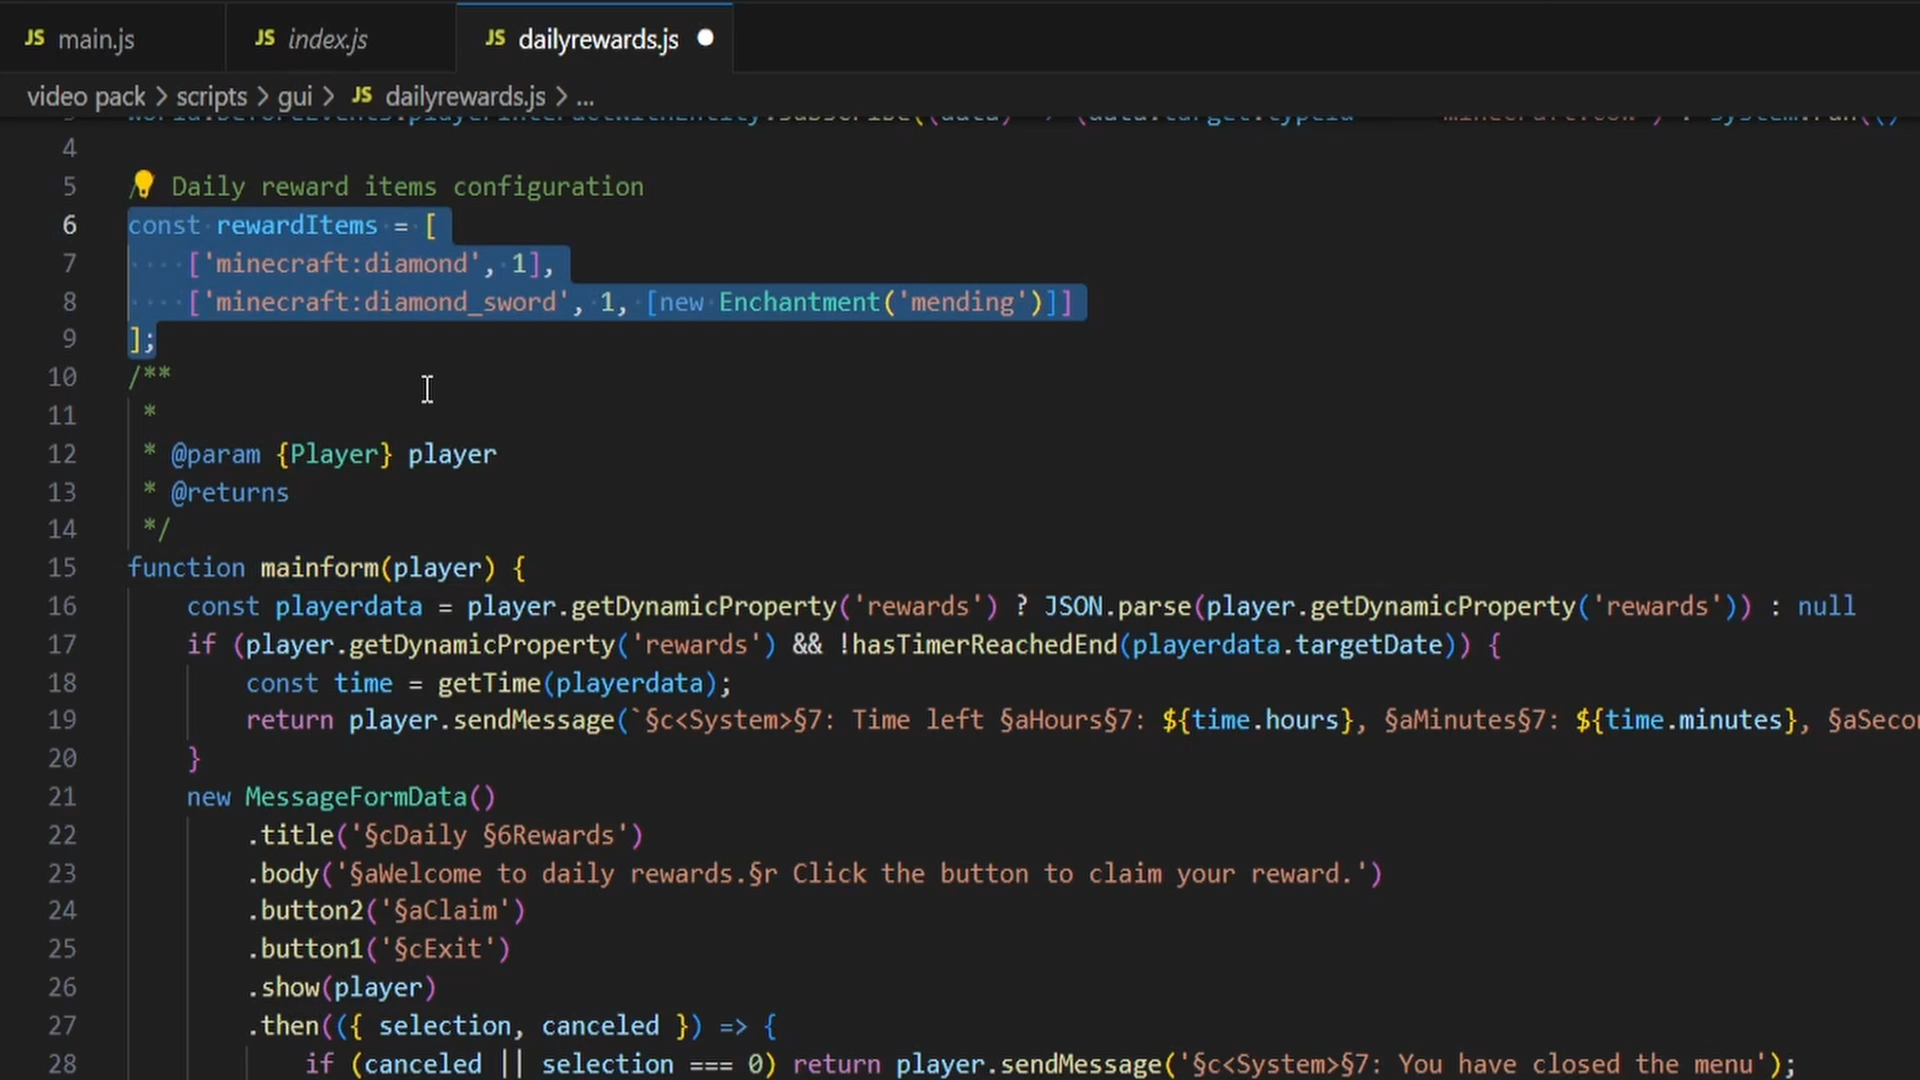 JS main.js JS index.js JS dailyrewards.js
video pack > scripts > gui > JS dailyrewards.js > ...
4
5 Daily reward items configuration
6 const rewardItems = [
7 ['minecraft:diamond', 1],
8 ['minecraft:diamond_sword', 1, [new Enchantment('mending')]]
9 ];
10 /**
11 *
12 * @param {Player} player
13 * @returns
14 */
15 function mainform(player) {
16 const playerdata = player.getDynamicProperty('rewards') ? JSON.parse(player.getDynamicProperty('rewards')) : null
17 if (player.getDynamicProperty('rewards') && !hasTimerReachedEnd(playerdata.targetDate)) {
18 const time = getTime(playerdata);
19 return player.sendMessage(`§c<System>§7: Time left §aHours§7: ${time.hours}, §aMinutes§7: ${time.minutes}, §aSecon
20 }
21 new MessageFormData()
22 .title('§cDaily §6Rewards')
23 .body('§aWelcome to daily rewards.§r Click the button to claim your reward.')
24 .button2('§aClaim')
25 .button1('§cExit')
26 .show(player)
27 .then(({ selection, canceled }) => {
28 if (canceled || selection === 0) return player.sendMessage('§c<System>§7: You have closed the menu');